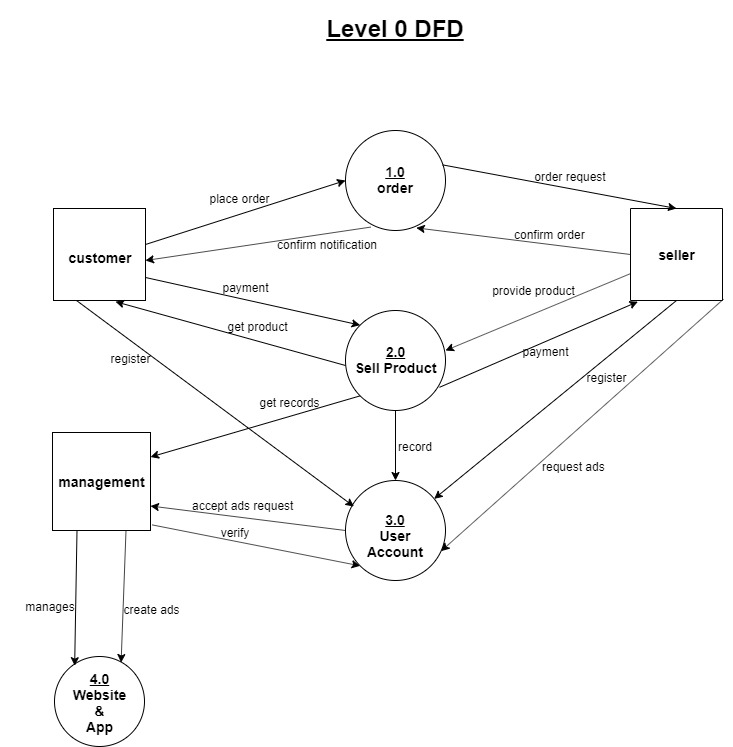 Level 0 DFD
1.0
order
order request
place order
confirm order
confirm notification
customer
seller
payment
provide product
get product
2.0
Sell Product
payment
register
register
get records
record
request ads
management
accept ads request
3.0
User
Account
verify
manages
create ads
4.0
Website
&
App